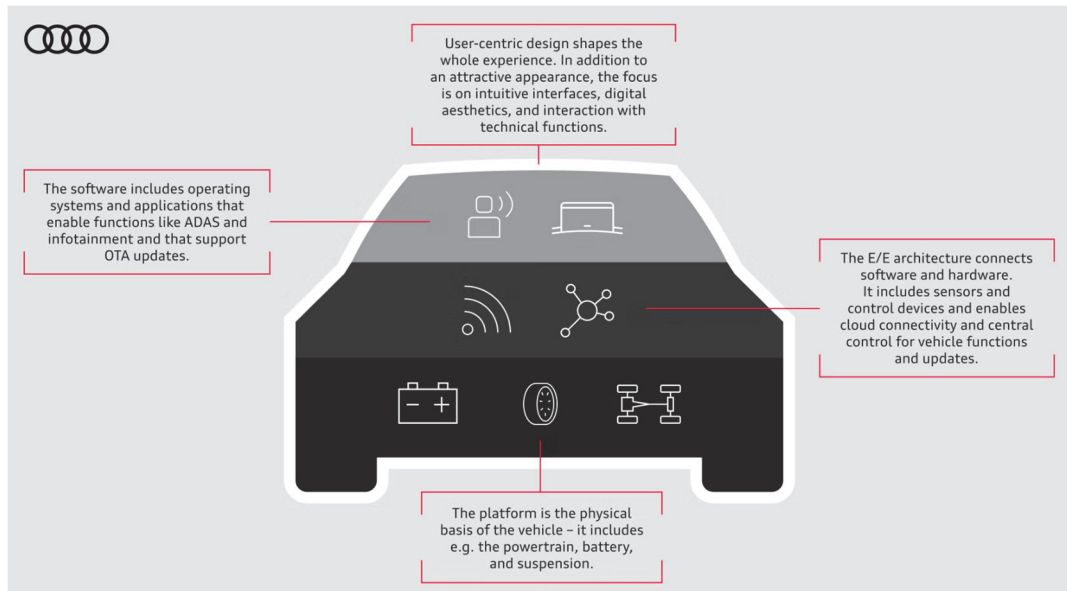 User-centric design shapes the
whole experience. In addition to
an attractive appearance, the focus
is on intuitive interfaces, digital
aesthetics, and interaction with
technical functions.
The software includes operating
systems and applications that
enable functions like ADAS and
infotainment and that support
OTA updates.
The E/E architecture connects
software and hardware.
It includes sensors and
control devices and enables
cloud connectivity and central
control for vehicle functions
and updates.
The platform is the physical
basis of the vehicle – it includes
e.g. the powertrain, battery,
and suspension.